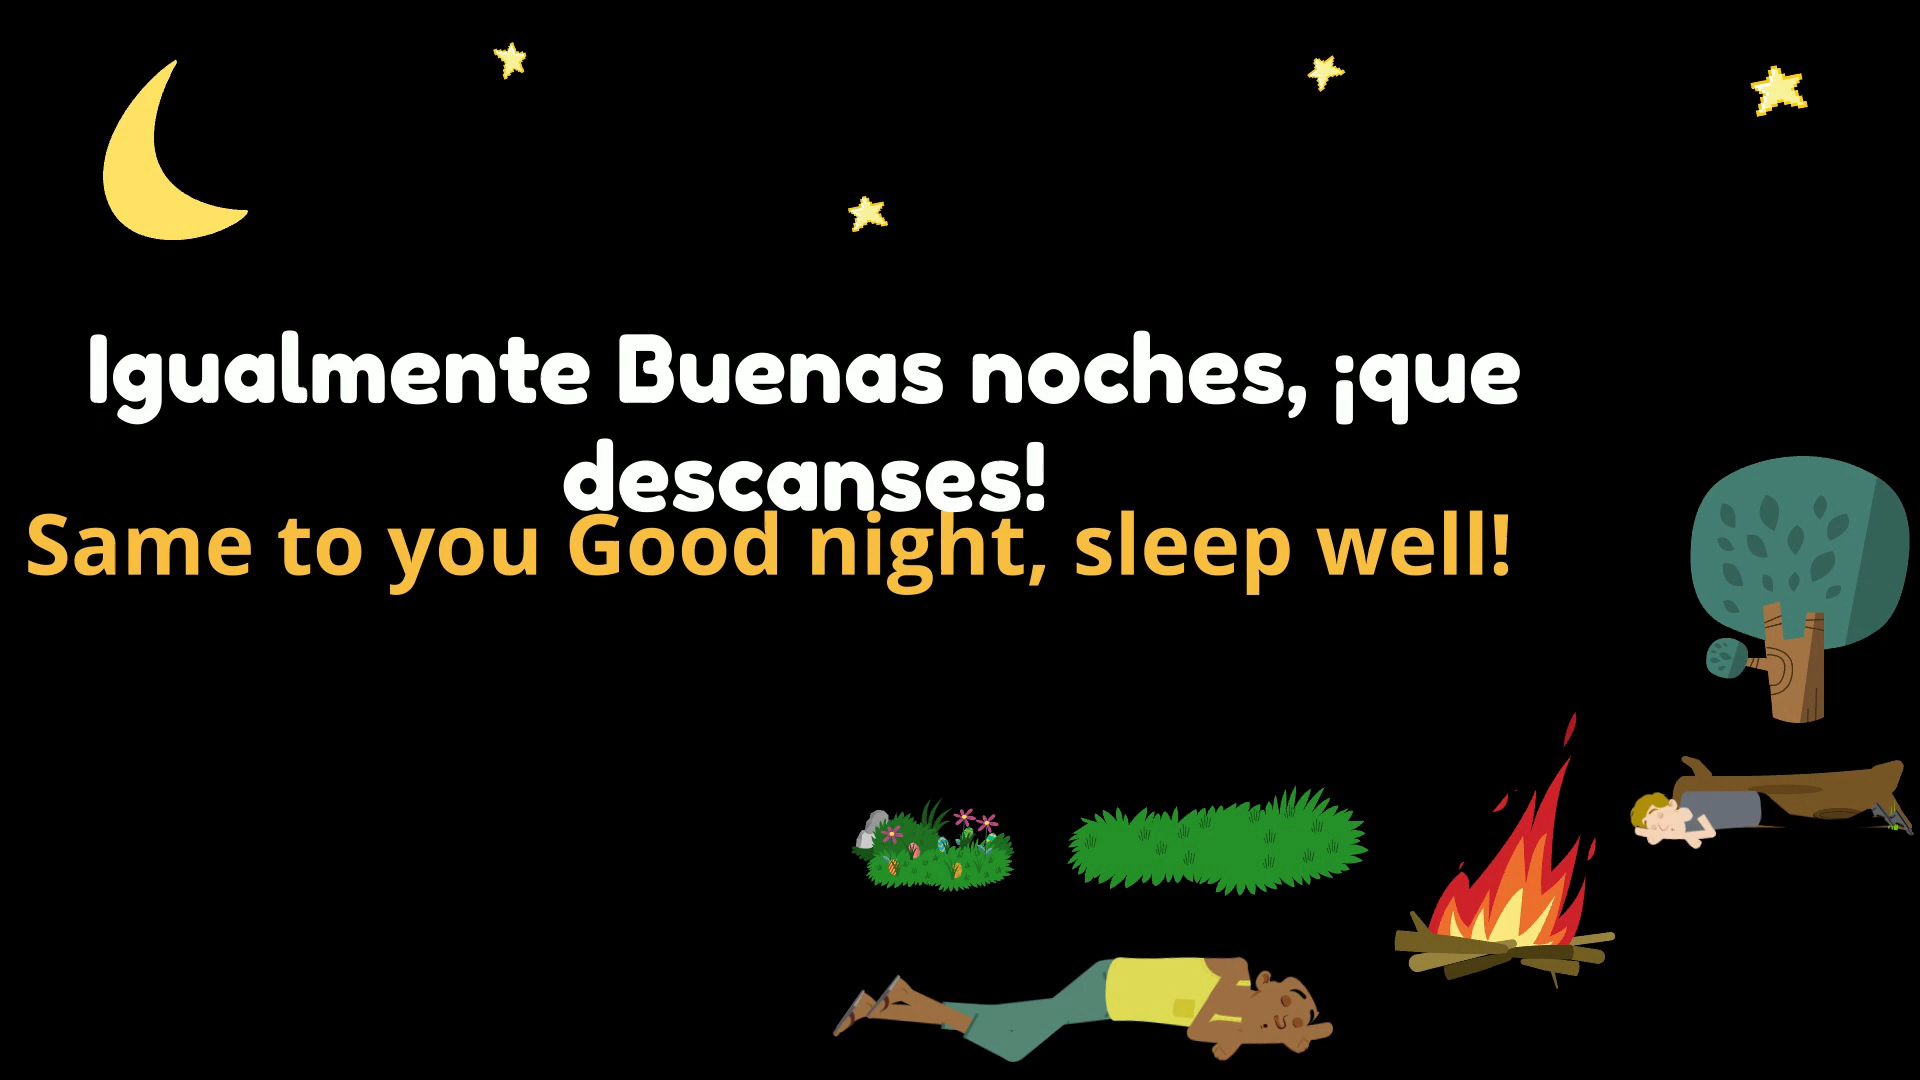 Igualmente Buenas noches, ¡que
descanses!
Same to you Good night, sleep well!